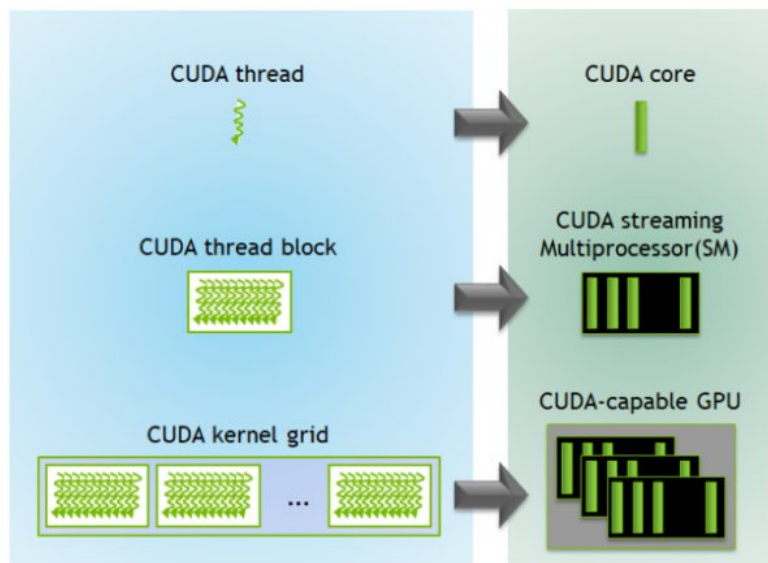 CUDA thread
CUDA core
CUDA thread block
CUDA streaming
Multiprocessor(SM)
CUDA kernel grid
...
CUDA-capable GPU